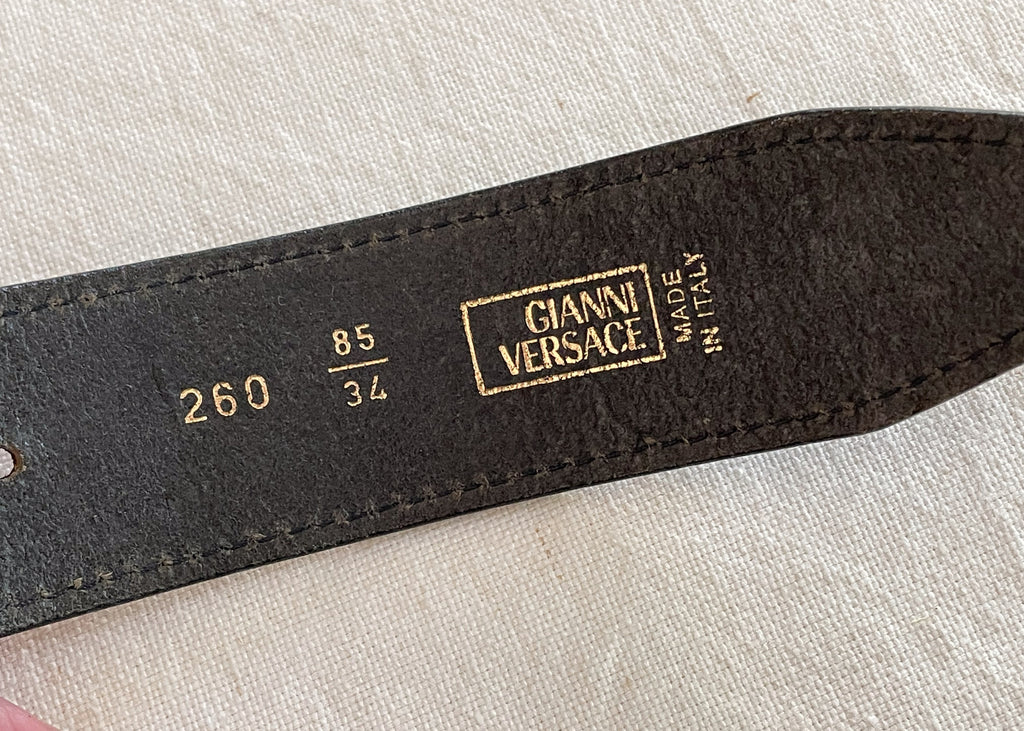 260
85
34
GIANNI
VERSACE
MADE
IN ITALY